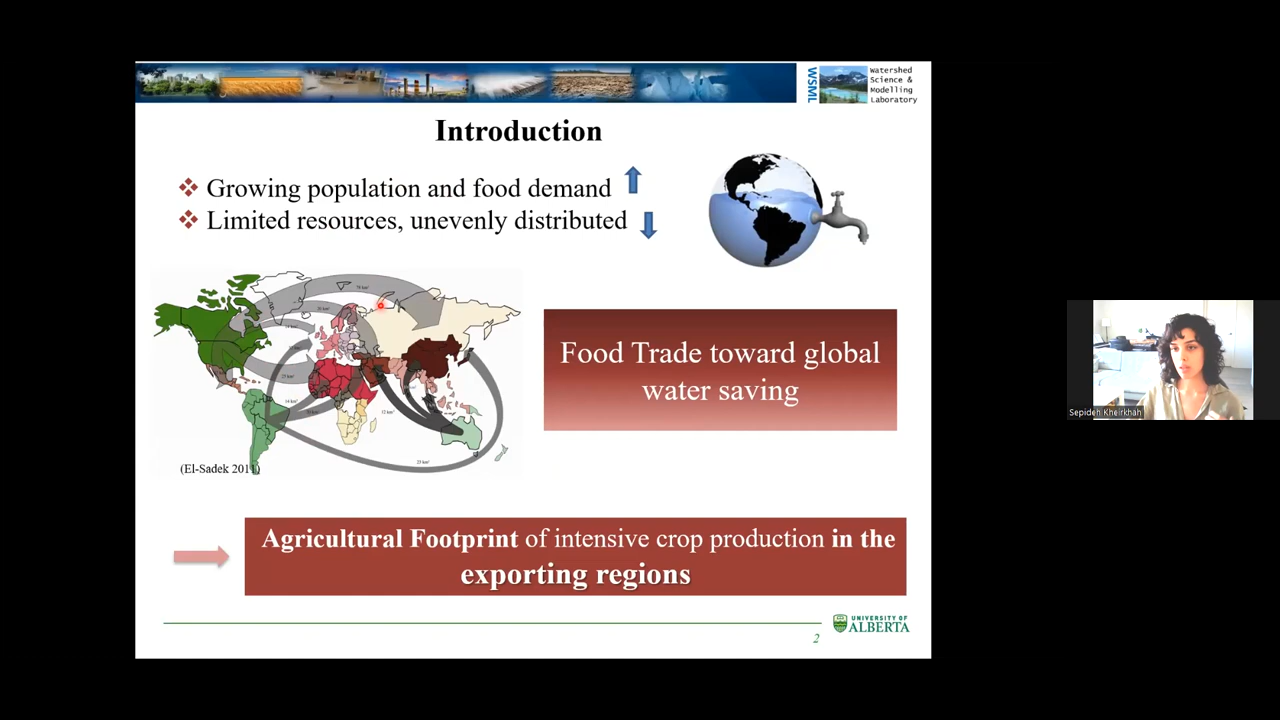 WSML
Watershed
Science &
Modelling
Laboratory
Introduction
❖ Growing population and food demand
❖ Limited resources, unevenly distributed
Food Trade toward global
water saving
(El-Sadek 2011)
Sepideh Kheirkhah
Agricultural Footprint of intensive crop production in the
exporting regions
UNIVERSITY OF
ALBERTA
2